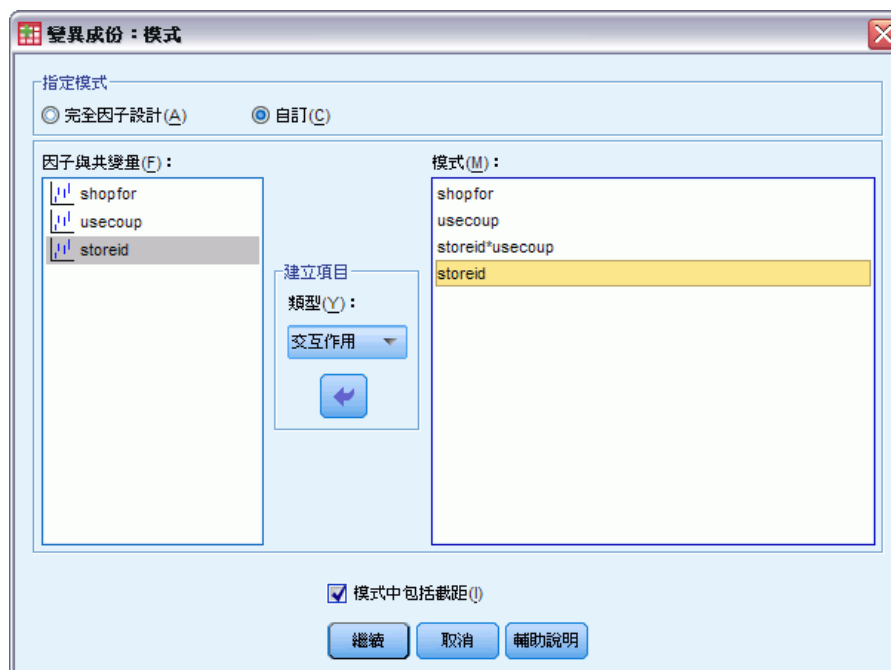 變異成份：模式
指定模式
完全因子設計(A)
自訂(C)
因子與共變量(F)：
shopfor
usecoup
storeid
建立項目
類型(Y)：
交互作用
模式(M)：
shopfor
usecoup
storeid*usecoup
storeid
模式中包括截距(I)
繼續
取消
輔助說明